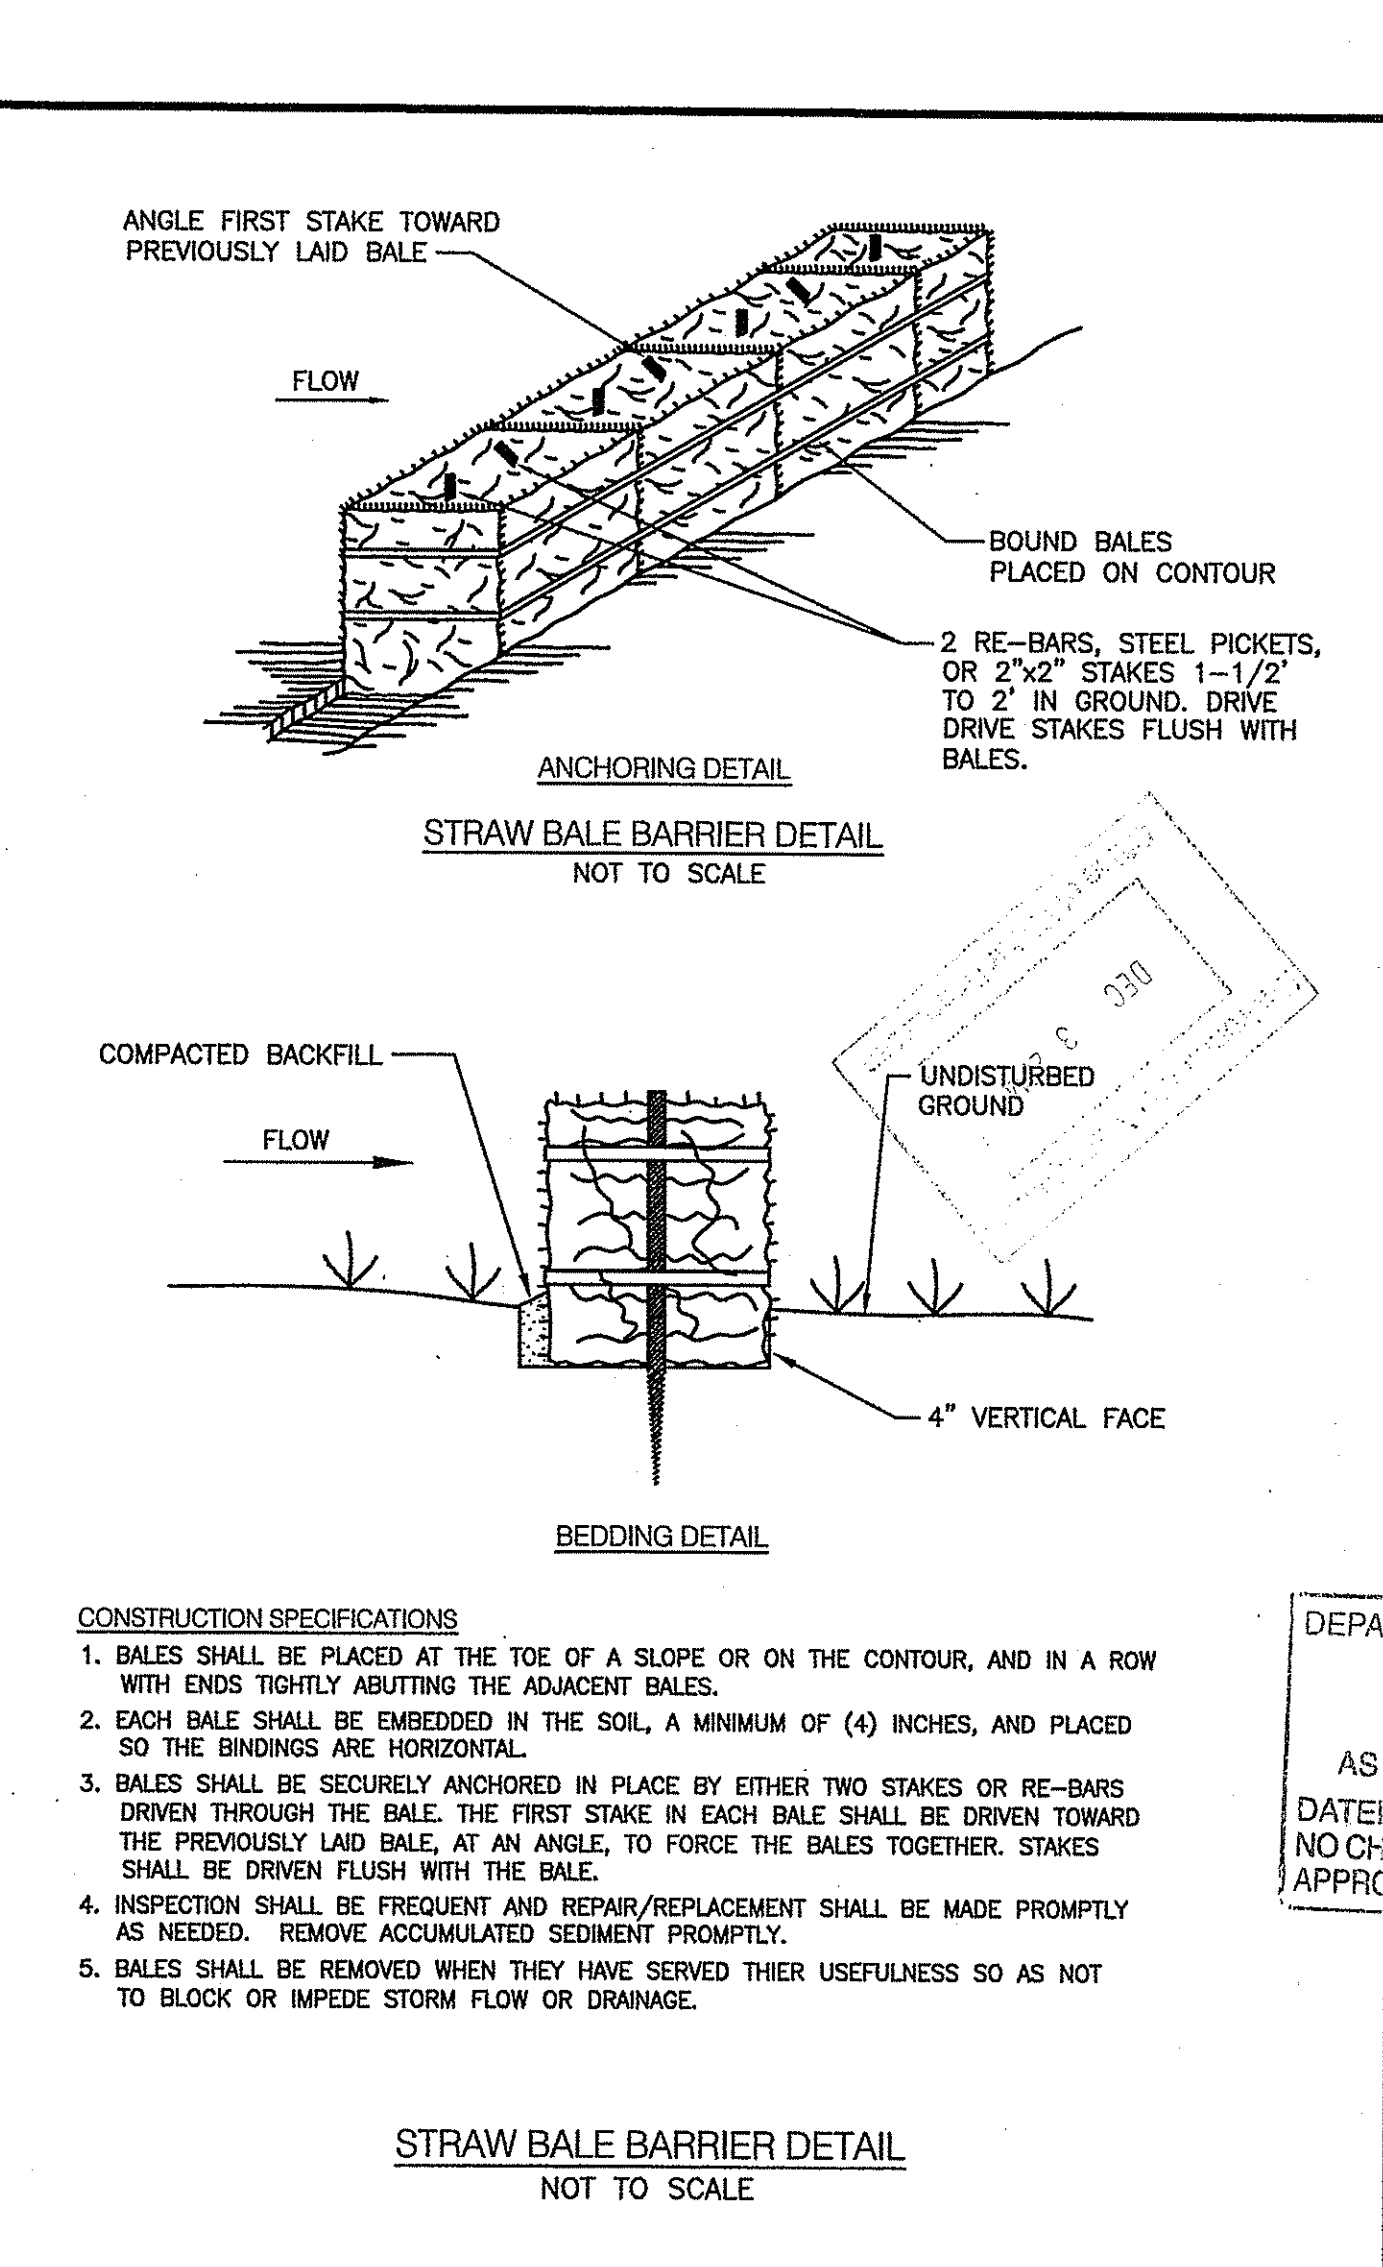 ANGLE FIRST STAKE TOWARD
PREVIOUSLY LAID BALE
FLOW
BOUND BALES
PLACED ON CONTOUR
2 RE-BARS, STEEL PICKETS,
OR 2"x2" STAKES 1-1/2'
TO 2' IN GROUND. DRIVE
DRIVE STAKES FLUSH WITH
BALES.
ANCHORING DETAIL
STRAW BALE BARRIER DETAIL
NOT TO SCALE
DEC 3
COMPACTED BACKFILL
UNDISTURBED
GROUND
FLOW
4" VERTICAL FACE
BEDDING DETAIL
CONSTRUCTION SPECIFICATIONS
1. BALES SHALL BE PLACED AT THE TOE OF A SLOPE OR ON THE CONTOUR, AND IN A ROW
WITH ENDS TIGHTLY ABUTTING THE ADJACENT BALES.
2. EACH BALE SHALL BE EMBEDDED IN THE SOIL, A MINIMUM OF (4) INCHES, AND PLACED
SO THE BINDINGS ARE HORIZONTAL.
3. BALES SHALL BE SECURELY ANCHORED IN PLACE BY EITHER TWO STAKES OR RE-BARS
DRIVEN THROUGH THE BALE. THE FIRST STAKE IN EACH BALE SHALL BE DRIVEN TOWARD
THE PREVIOUSLY LAID BALE, AT AN ANGLE, TO FORCE THE BALES TOGETHER. STAKES
SHALL BE DRIVEN FLUSH WITH THE BALE.
4. INSPECTION SHALL BE FREQUENT AND REPAIR/REPLACEMENT SHALL BE MADE PROMPTLY
AS NEEDED. REMOVE ACCUMULATED SEDIMENT PROMPTLY.
5. BALES SHALL BE REMOVED WHEN THEY HAVE SERVED THIER USEFULNESS SO AS NOT
TO BLOCK OR IMPEDE STORM FLOW OR DRAINAGE.
DEPA
AS
DATE
NO CH
APPRO
STRAW BALE BARRIER DETAIL
NOT TO SCALE